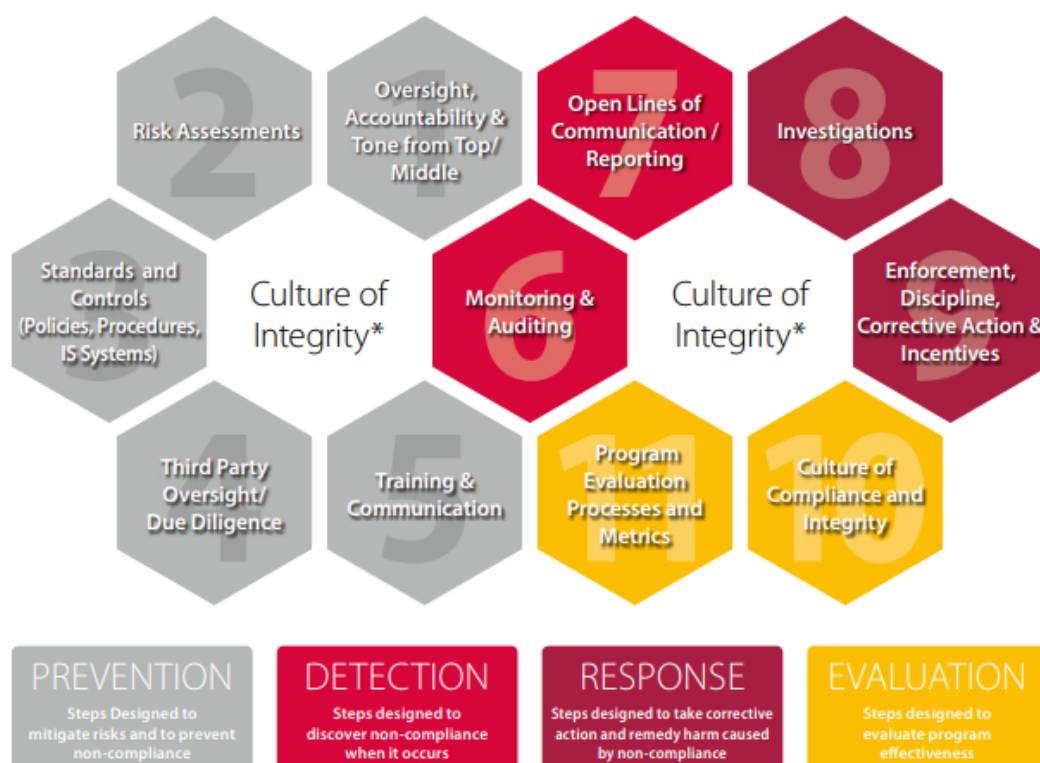 2
Risk Assessments
1
Oversight,
Accountability &
Tone from Top/
Middle
7
Open Lines of
Communication /
Reporting
8
Investigations
3
Standards and
Controls
(Policies, Procedures,
IS Systems)
Culture of
Integrity*
6
Monitoring &
Auditing
Culture of
Integrity*
9
Enforcement,
Discipline,
Corrective Action &
Incentives
4
Third Party
Oversight/
Due Diligence
5
Training &
Communication
11
Program
Evaluation
Processes and
Metrics
10
Culture of
Compliance and
Integrity
PREVENTION
Steps Designed to
mitigate risks and to prevent
non-compliance
DETECTION
Steps designed to
discover non-compliance
when it occurs
RESPONSE
Steps designed to take corrective
action and remedy harm caused
by non-compliance
EVALUATION
Steps designed to
evaluate program
effectiveness